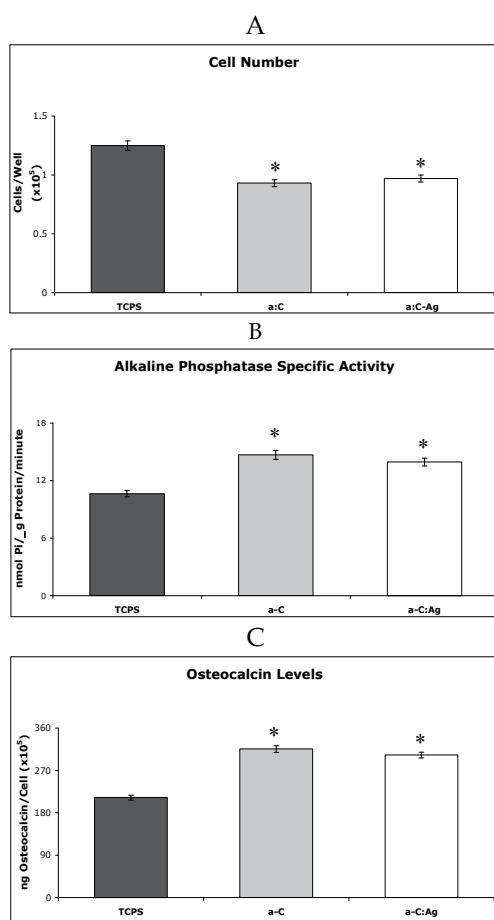 A
Cell Number
Cells/Well
(x10⁵)
1.5
1
0.5
0
*
*
TCPS
a:C
a:C-Ag
B
Alkaline Phosphatase Specific Activity
nmol Pi/_g Protein/minute
18
12
6
0
*
*
TCPS
a-C
a-C:Ag
C
Osteocalcin Levels
ng Osteocalcin/Cell (x10⁵)
360
270
180
90
0
*
*
TCPS
a-C
a-C:Ag